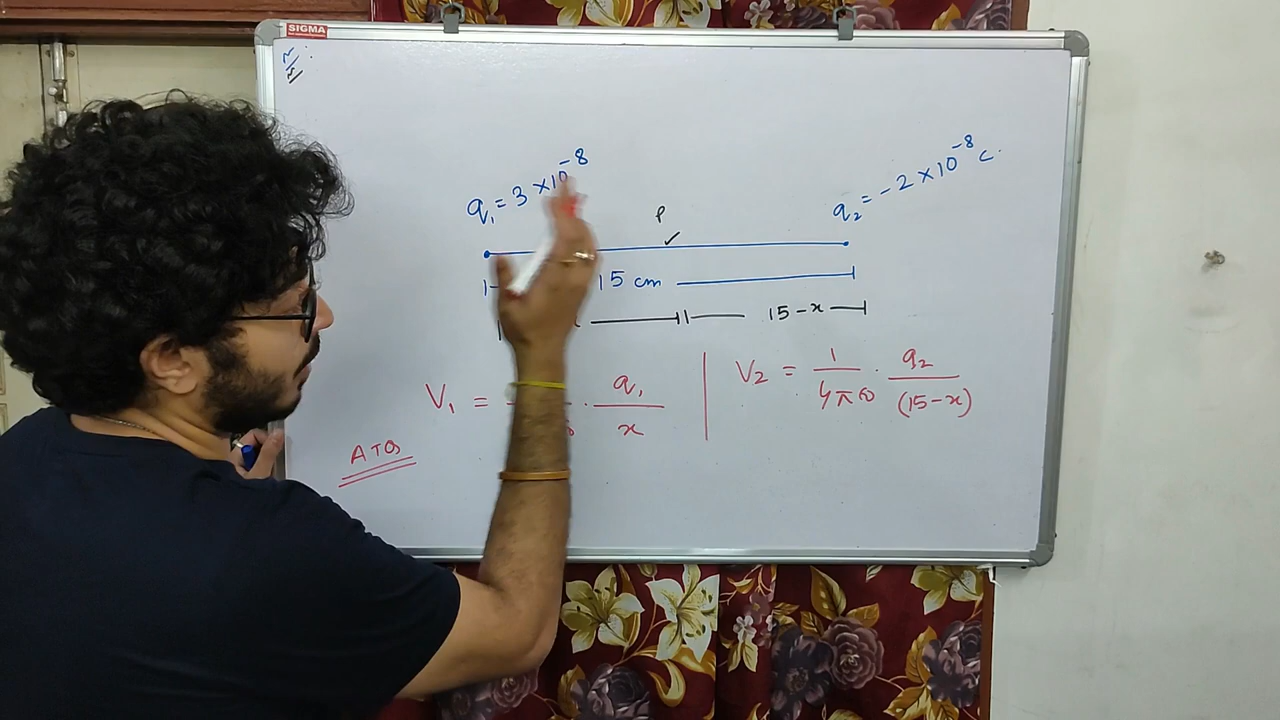 SIGMA
N/5.
q₁ = 3 × 10⁻⁸
P
q₂ = -2 × 10⁻⁸ C.
15 cm
15 - x
V₁ = . q₁/x
V₂ = 1/4πε₀ . q₂/(15-x)
ATQ